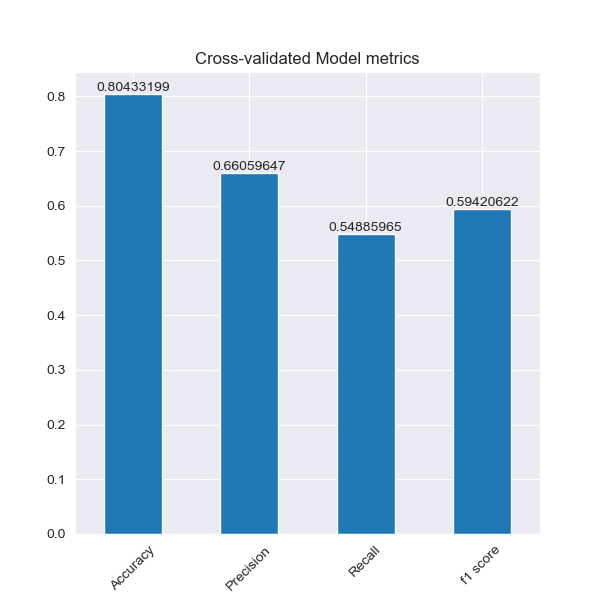 Cross-validated Model metrics
0.8
0.7
0.6
0.5
0.4
0.3
0.2
0.1
0.0
0.80433199
0.66059647
0.54885965
0.59420622
Accuracy
Precision
Recall
f1 score